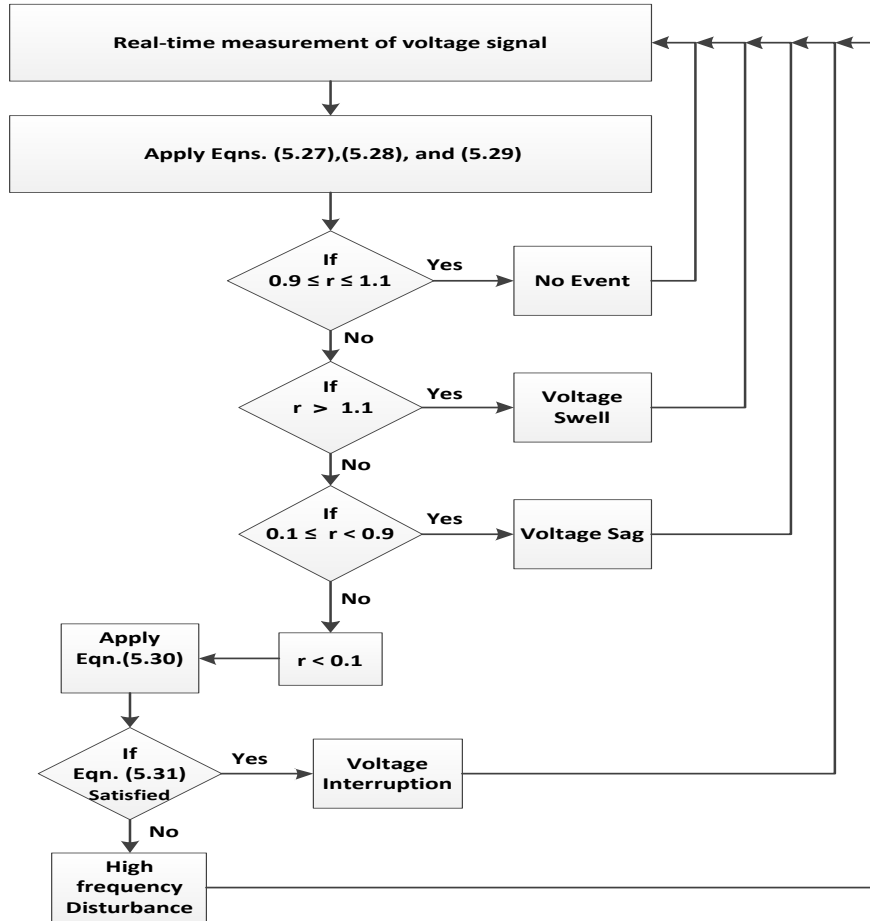 Real-time measurement of voltage signal
Apply Eqns. (5.27),(5.28), and (5.29)
If
0.9 ≤ r ≤ 1.1
Yes
No Event
No
If
r > 1.1
Yes
Voltage
Swell
No
If
0.1 ≤ r < 0.9
Yes
Voltage Sag
No
r < 0.1
Apply
Eqn.(5.30)
If
Eqn. (5.31)
Satisfied
Yes
Voltage
Interruption
No
High
frequency
Disturbance